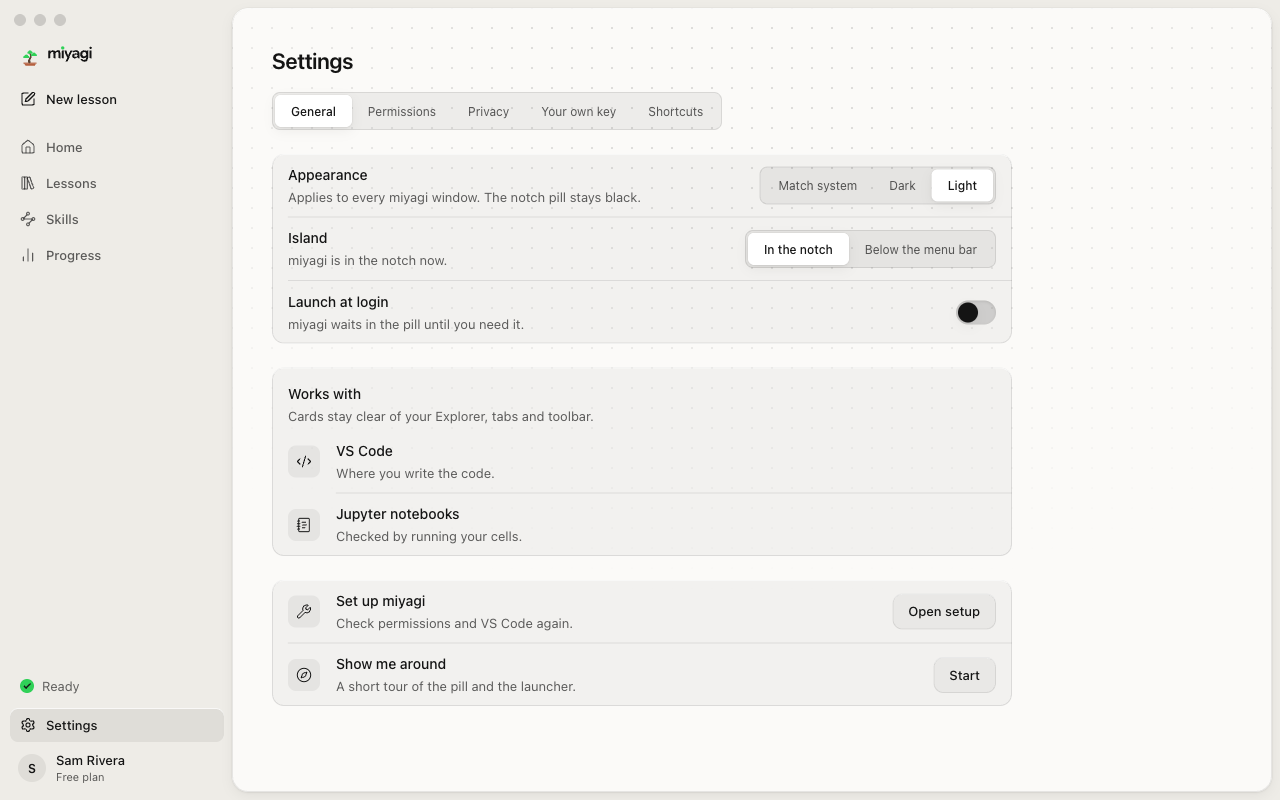 miyagi
New lesson
Home
Lessons
Skills
Progress
Ready
Settings
S
Sam Rivera
Free plan
Settings
General
Permissions
Privacy
Your own key
Shortcuts
Appearance
Applies to every miyagi window. The notch pill stays black.
Match system
Dark
Light
Island
miyagi is in the notch now.
In the notch
Below the menu bar
Launch at login
miyagi waits in the pill until you need it.
Works with
Cards stay clear of your Explorer, tabs and toolbar.
VS Code
Where you write the code.
Jupyter notebooks
Checked by running your cells.
Set up miyagi
Check permissions and VS Code again.
Open setup
Show me around
A short tour of the pill and the launcher.
Start